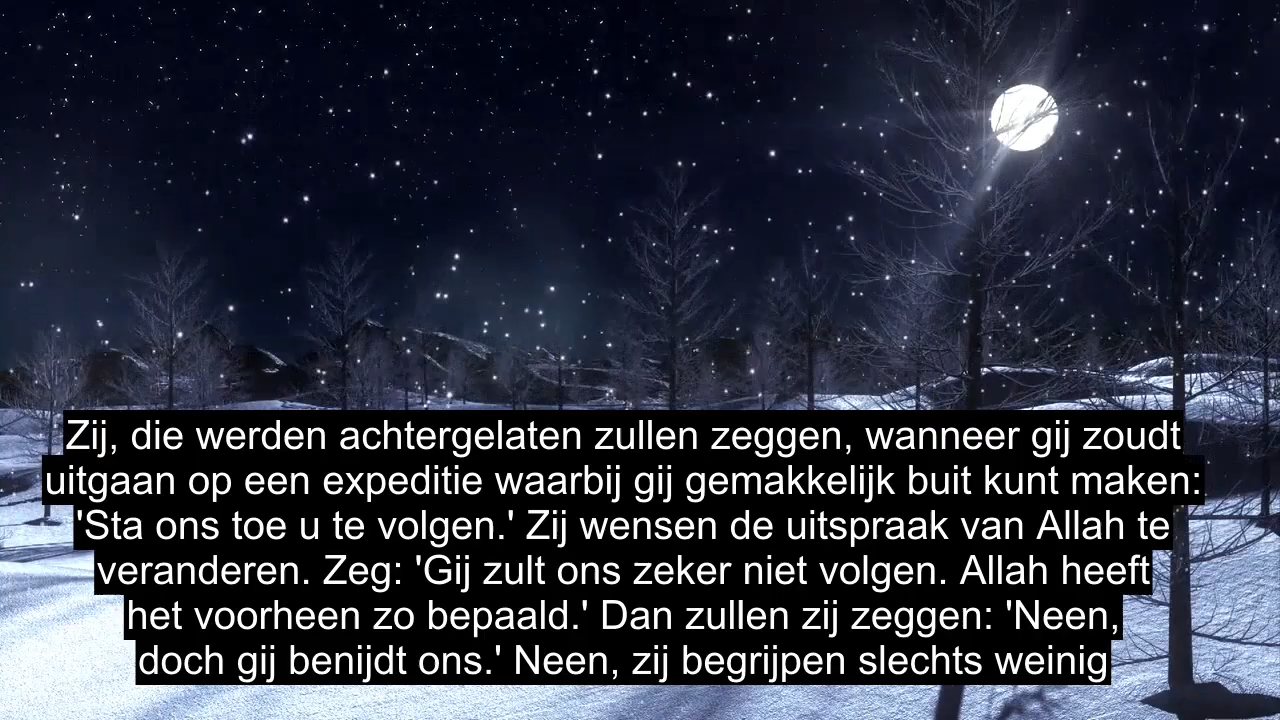 Zij, die werden achtergelaten zullen zeggen, wanneer gij zoudt
uitgaan op een expeditie waarbij gij gemakkelijk buit kunt maken:
'Sta ons toe u te volgen.' Zij wensen de uitspraak van Allah te
veranderen. Zeg: 'Gij zult ons zeker niet volgen. Allah heeft
het voorheen zo bepaald.' Dan zullen zij zeggen: 'Neen,
doch gij benijdt ons.' Neen, zij begrijpen slechts weinig